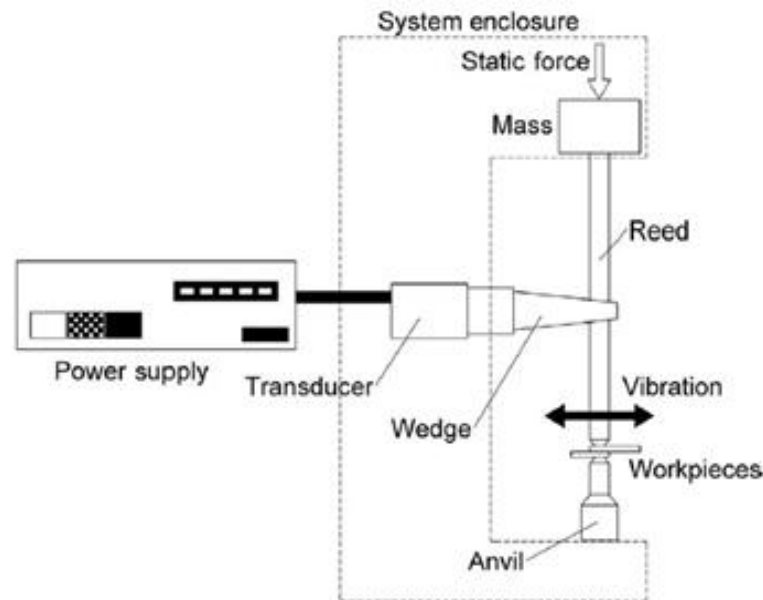 System enclosure
Static force
Mass
Reed
Power supply
Transducer
Wedge
Vibration
Workpieces
Anvil